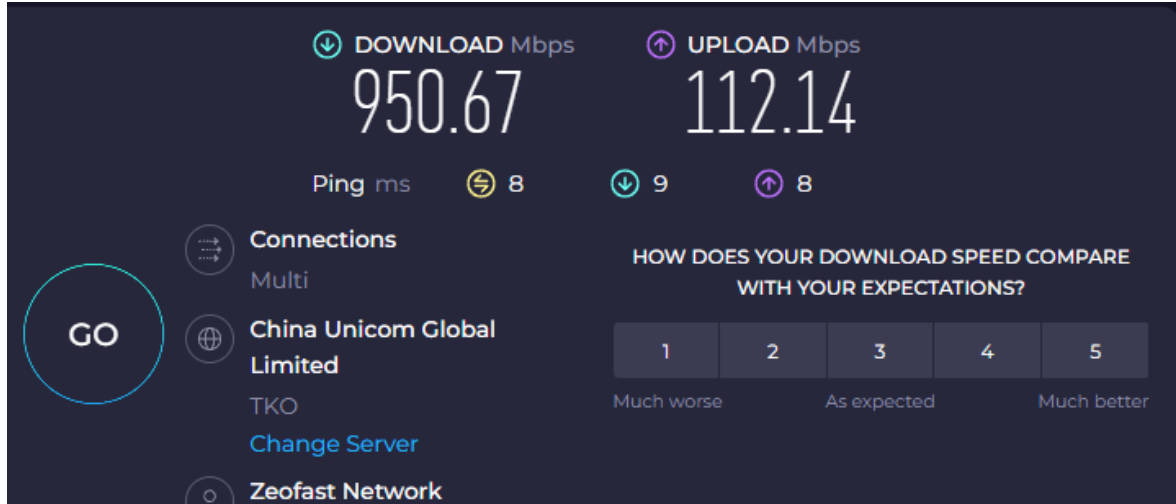 DOWNLOAD Mbps
950.67
UPLOAD Mbps
112.14
Ping ms 8 9 8
Connections
Multi
China Unicom Global
Limited
TKO
Change Server
Zeofast Network
GO
HOW DOES YOUR DOWNLOAD SPEED COMPARE
WITH YOUR EXPECTATIONS?
1 2 3 4 5
Much worse As expected Much better